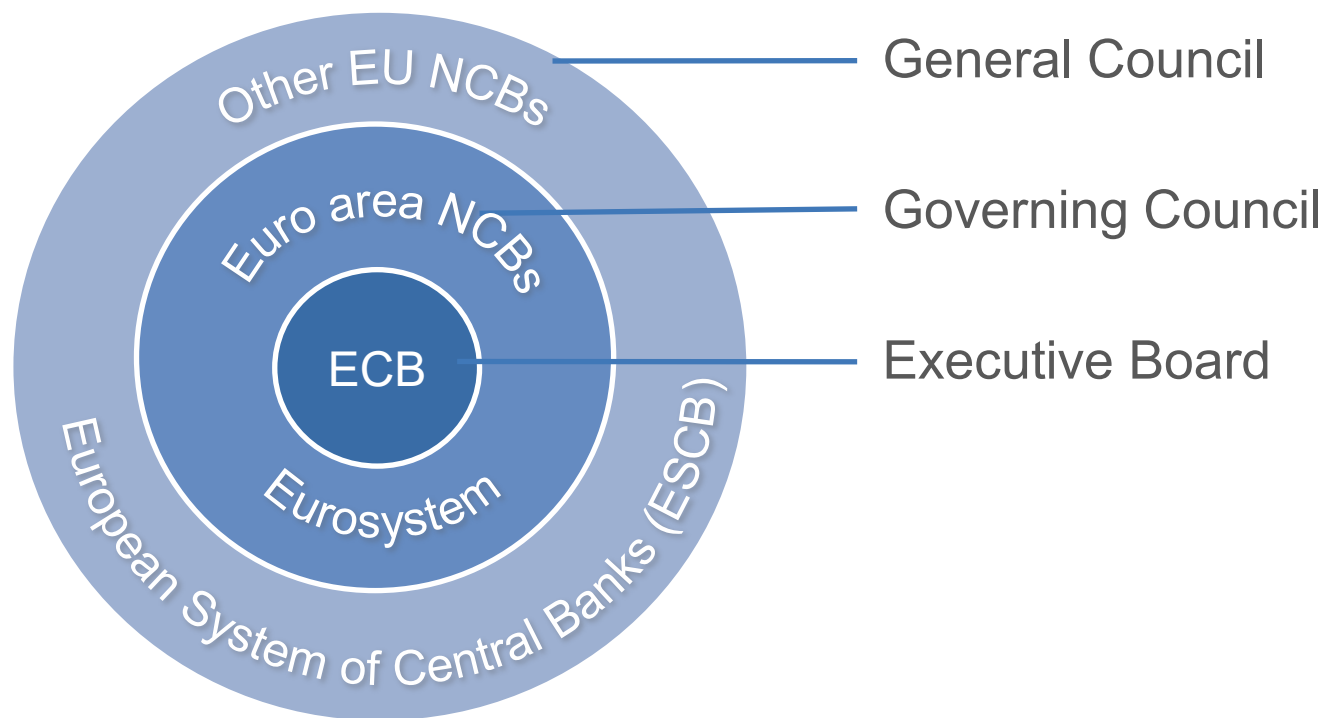 Other EU NCBs
General Council
Euro area NCBs
Governing Council
ECB
Executive Board
Eurosystem
European System of Central Banks (ESCB)